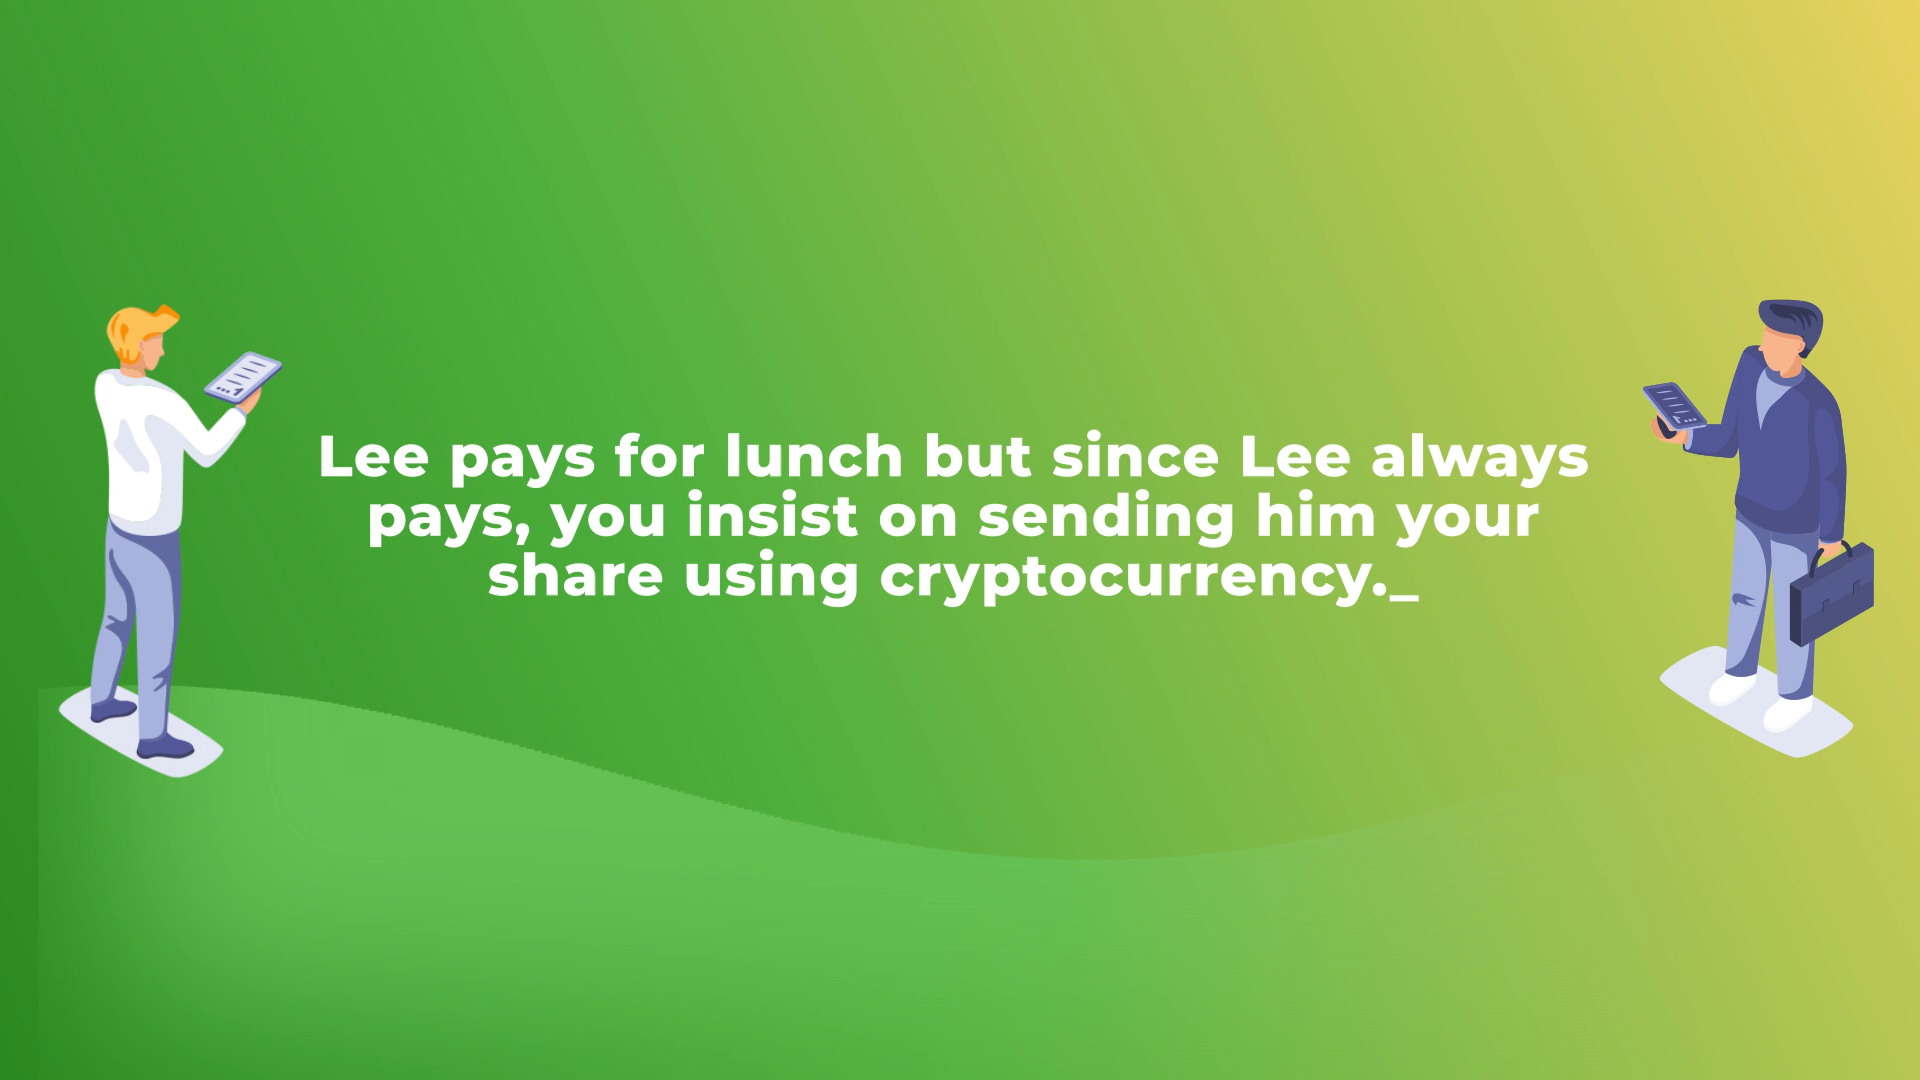 Lee pays for lunch but since Lee always
pays, you insist on sending him your
share using cryptocurrency._